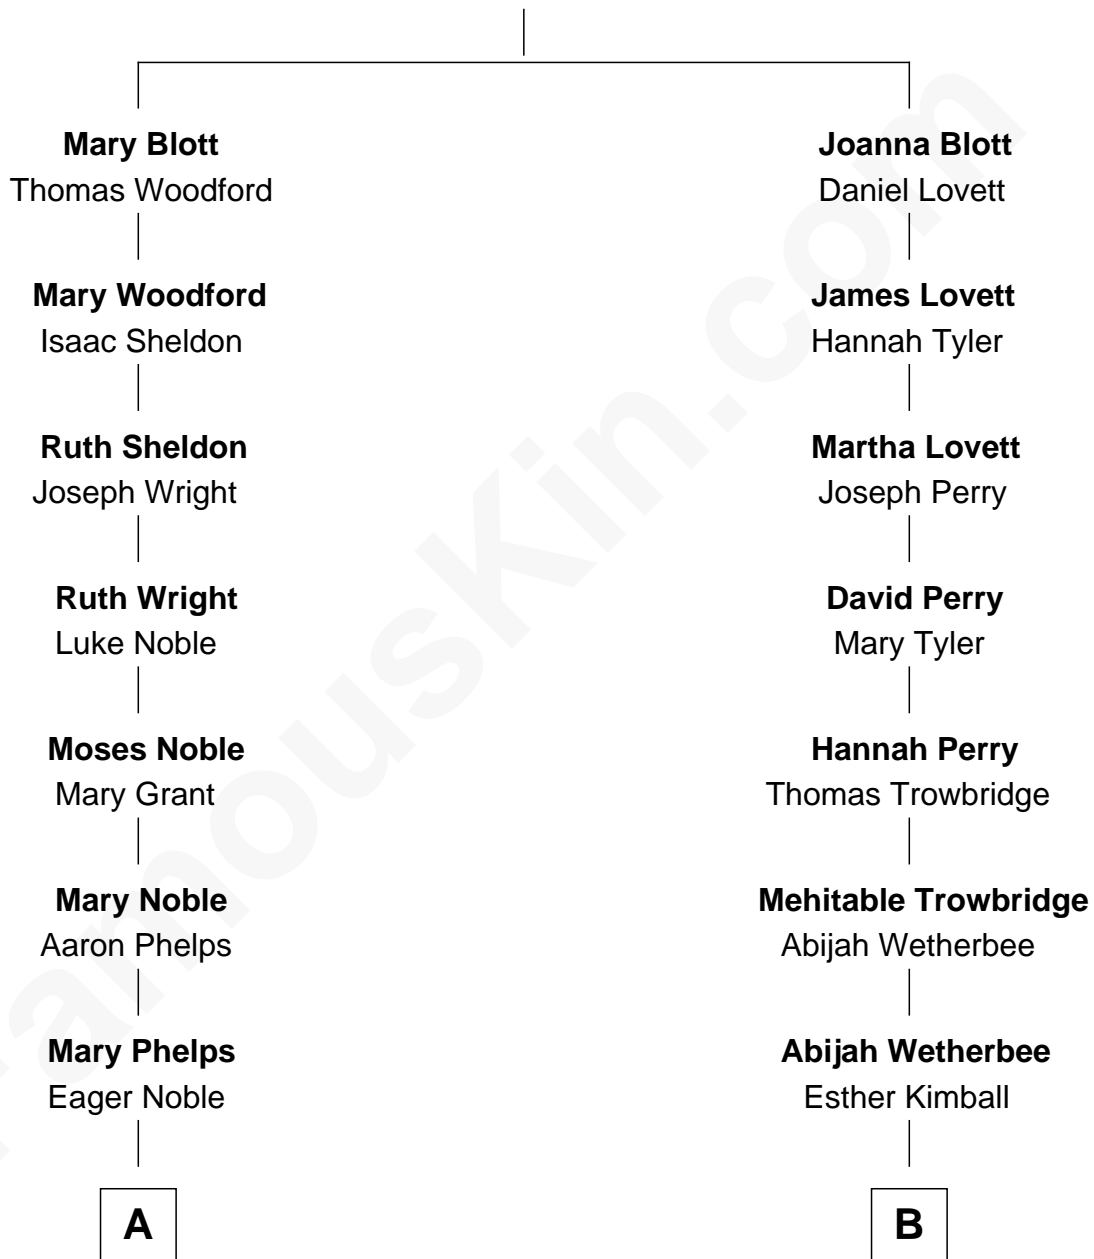 Mary Blott
Thomas Woodford
Mary Woodford
Isaac Sheldon
Ruth Sheldon
Joseph Wright
Ruth Wright
Luke Noble
Moses Noble
Mary Grant
Mary Noble
Aaron Phelps
Mary Phelps
Eager Noble
A
Joanna Blott
Daniel Lovett
James Lovett
Hannah Tyler
Martha Lovett
Joseph Perry
David Perry
Mary Tyler
Hannah Perry
Thomas Trowbridge
Mehitable Trowbridge
Abijah Wetherbee
Abijah Wetherbee
Esther Kimball
B
FamousKin.com